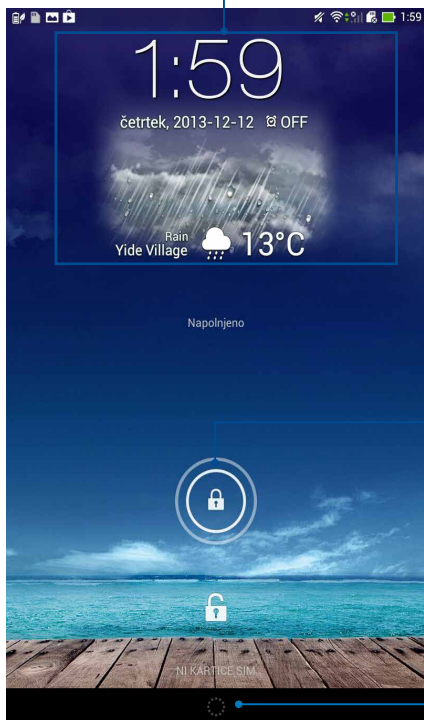 1:59
1:59
četrtek, 2013-12-12 OFF
Rain
Yide Village 13°C
Napolnjeno
NI KARTICE SIM